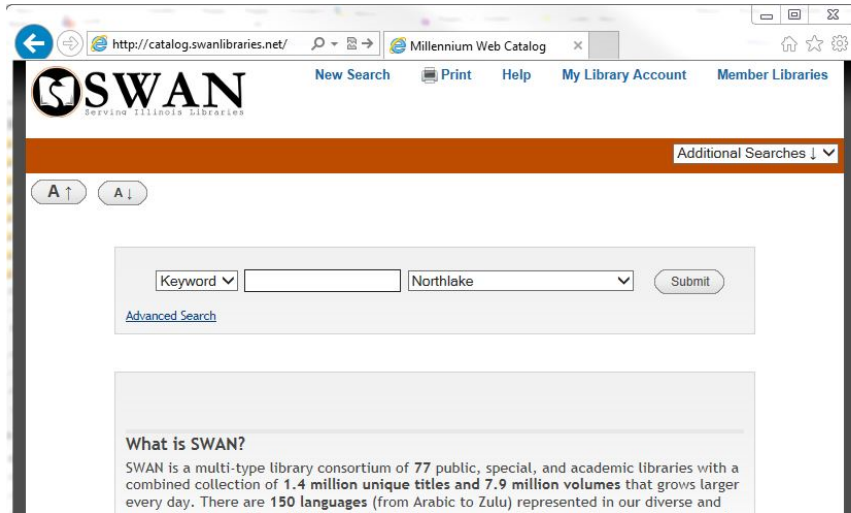 http://catalog.swanlibraries.net/
Millennium Web Catalog
SWAN
Serving Illinois Libraries
New Search Print Help My Library Account Member Libraries
Additional Searches ↓
A ↑ A ↓
Keyword Northlake Submit
Advanced Search
What is SWAN?
SWAN is a multi-type library consortium of 77 public, special, and academic libraries with a
combined collection of 1.4 million unique titles and 7.9 million volumes that grows larger
every day. There are 150 languages (from Arabic to Zulu) represented in our diverse and